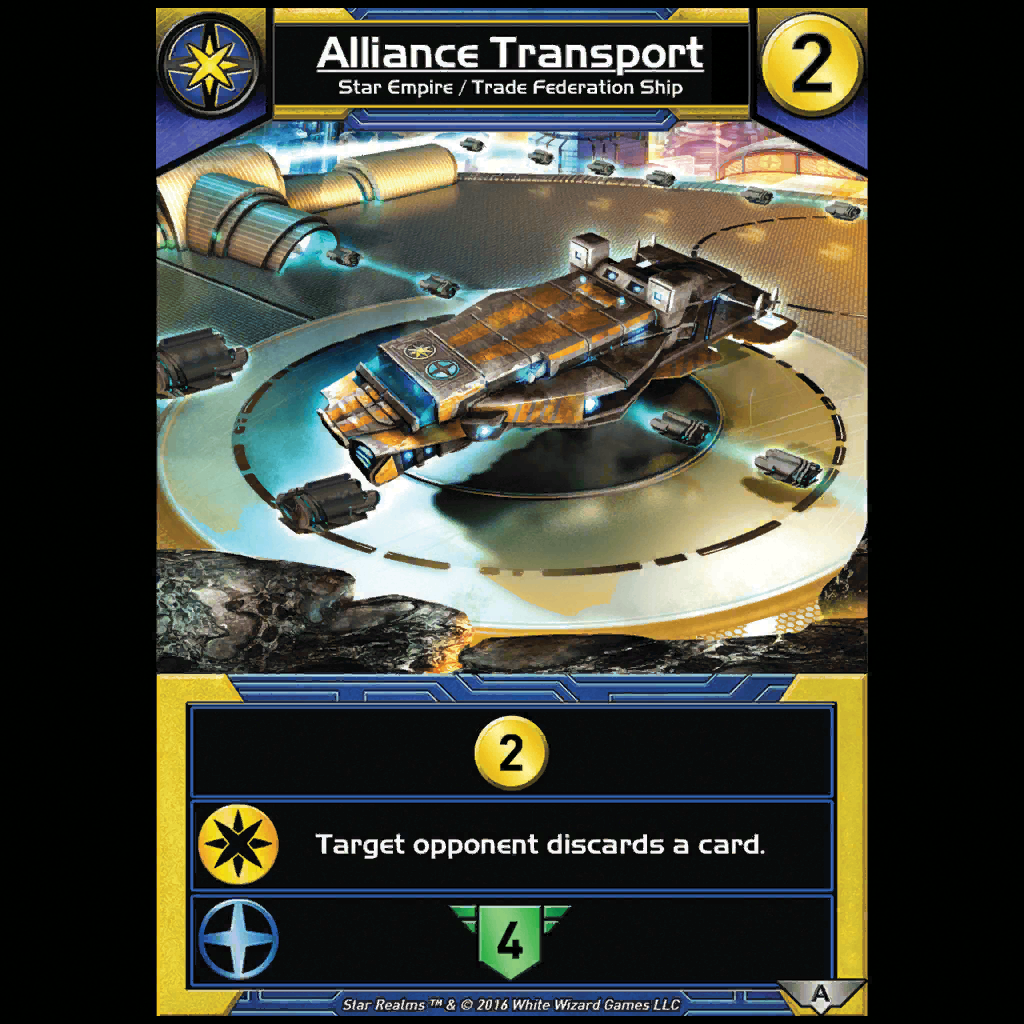 Alliance Transport
Star Empire / Trade Federation Ship
2
2
Target opponent discards a card.
4
A
Star Realms ™ & © 2016 White Wizard Games LLC